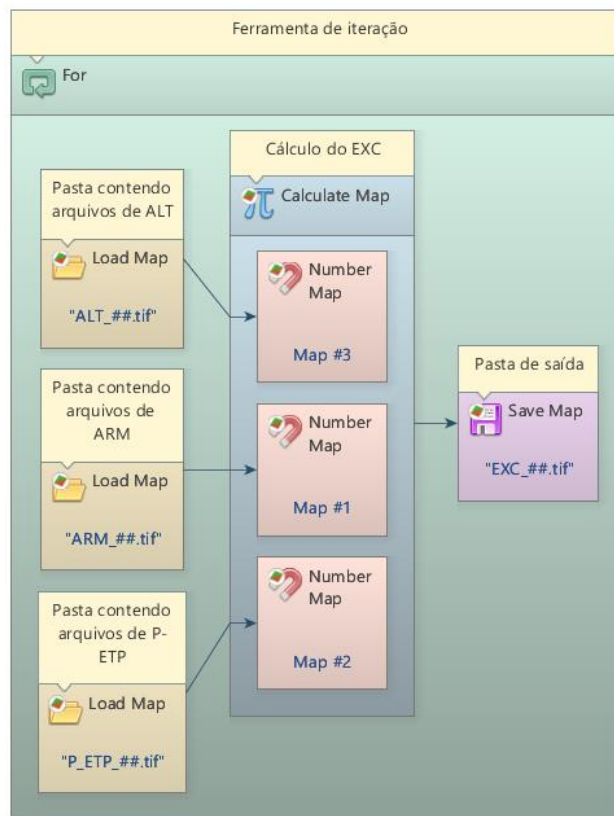 Ferramenta de iteração
For
Cálculo do EXC
Calculate Map
Pasta contendo
arquivos de ALT
Load Map
"ALT_##.tif"
Number
Map
Map #3
Pasta contendo
arquivos de
ARM
Load Map
"ARM_##.tif"
Number
Map
Map #1
Pasta de saída
Save Map
"EXC_##.tif"
Pasta contendo
arquivos de P-
ETP
Load Map
"P_ETP_##.tif"
Number
Map
Map #2